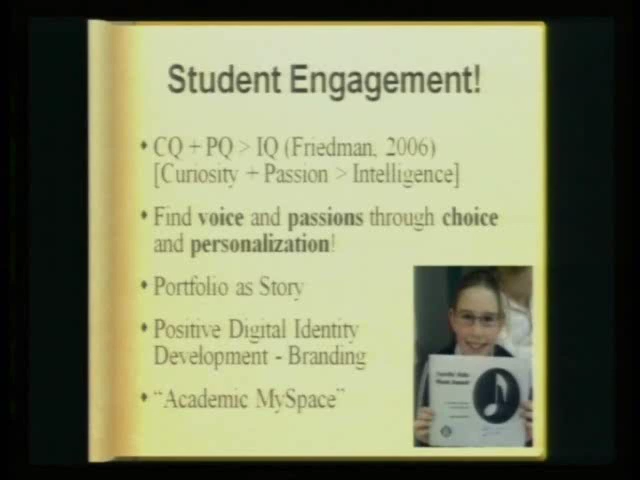 Student Engagement!
• CQ + PQ > IQ (Friedman, 2006)
[Curiosity + Passion > Intelligence]
• Find voice and passions through choice
and personalization!
• Portfolio as Story
• Positive Digital Identity
Development - Branding
• “Academic MySpace”